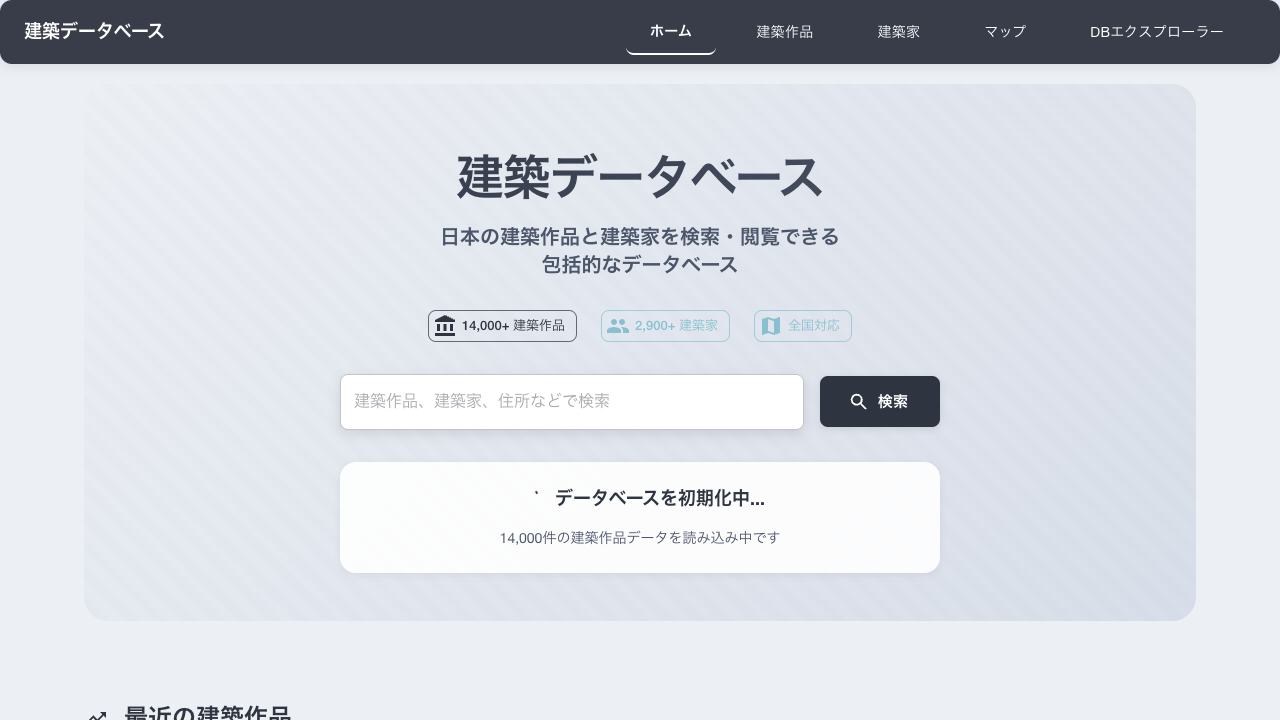 建築データベース
ホーム
建築作品
建築家
マップ
DBエクスプローラー
建築データベース
日本の建築作品と建築家を検索・閲覧できる
包括的なデータベース
14,000+ 建築作品
2,900+ 建築家
全国対応
建築作品、建築家、住所などで検索
検索
データベースを初期化中...
14,000件の建築作品データを読み込み中です
最近の建築作品